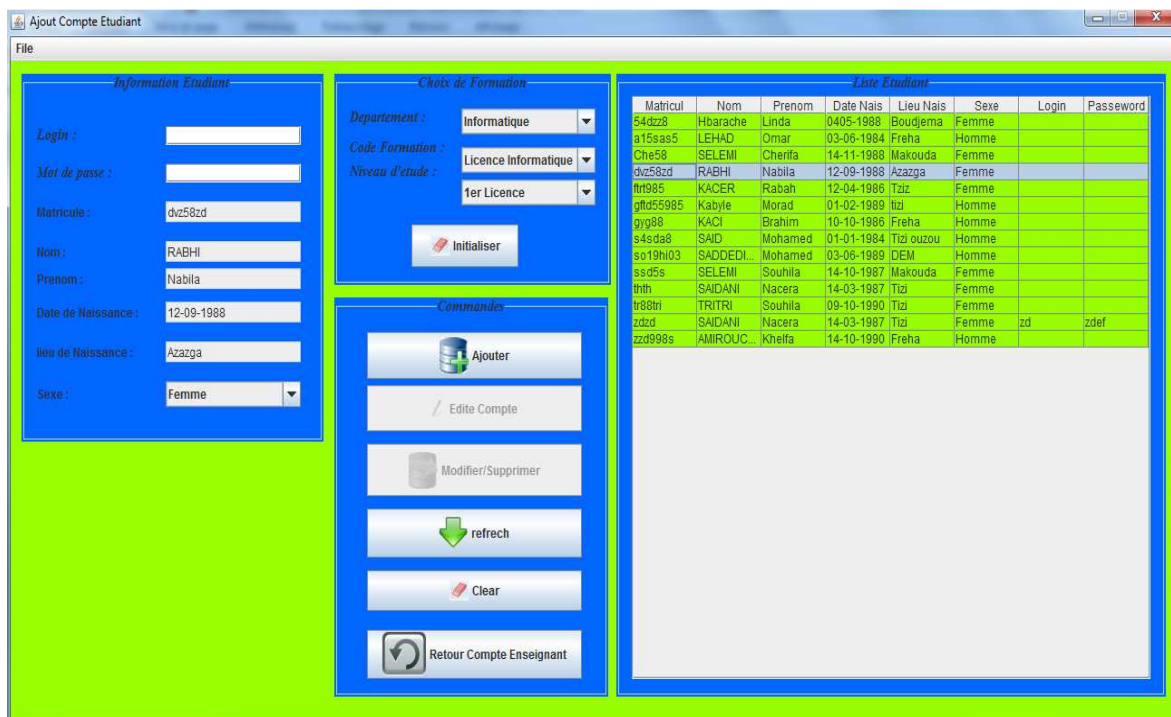 Ajout Compte Etudiant
File
Information Etudiant
Login :
Mot de passe :
Matricule : dvz58zd
Nom : RABHI
Prenom : Nabila
Date de Naissance : 12-09-1988
lieu de Naissance : Azazga
Sexe : Femme
Choix de Formation
Departement : Informatique
Code Formation : Licence Informatique
Niveau d'etude : 1er Licence
Initialiser
Commandes
Ajouter
Edite Compte
Modifier/Supprimer
refrech
Clear
Retour Compte Enseignant
Liste Etudiant
Matricul Nom Prenom Date Nais Lieu Nais Sexe Login Passeword
54dzz8 Hbarache Linda 0405-1988 Boudjema Femme
a15sas5 LEHAD Omar 03-06-1984 Freha Homme
Che58 SELEMI Cherifa 14-11-1988 Makouda Femme
dvz58zd RABHI Nabila 12-09-1988 Azazga Femme
ftrt985 KACER Rabah 12-04-1986 Tziz Femme
gftd55985 Kabyle Morad 01-02-1989 tizi Homme
gyg88 KACI Brahim 10-10-1986 Freha Homme
s4sda8 SAID Mohamed 01-01-1984 Tizi ouzou Homme
so19hi03 SADDEDI... Mohamed 03-06-1989 DEM Homme
ssd5s SELEMI Souhila 14-10-1987 Makouda Femme
thth SAIDANI Nacera 14-03-1987 Tizi Femme
tr88tri TRITRI Souhila 09-10-1990 Tizi Femme
zdzd SAIDANI Nacera 14-03-1987 Tizi Femme zd zdef
zzd998s AMIROUC... Khelfa 14-10-1990 Freha Homme